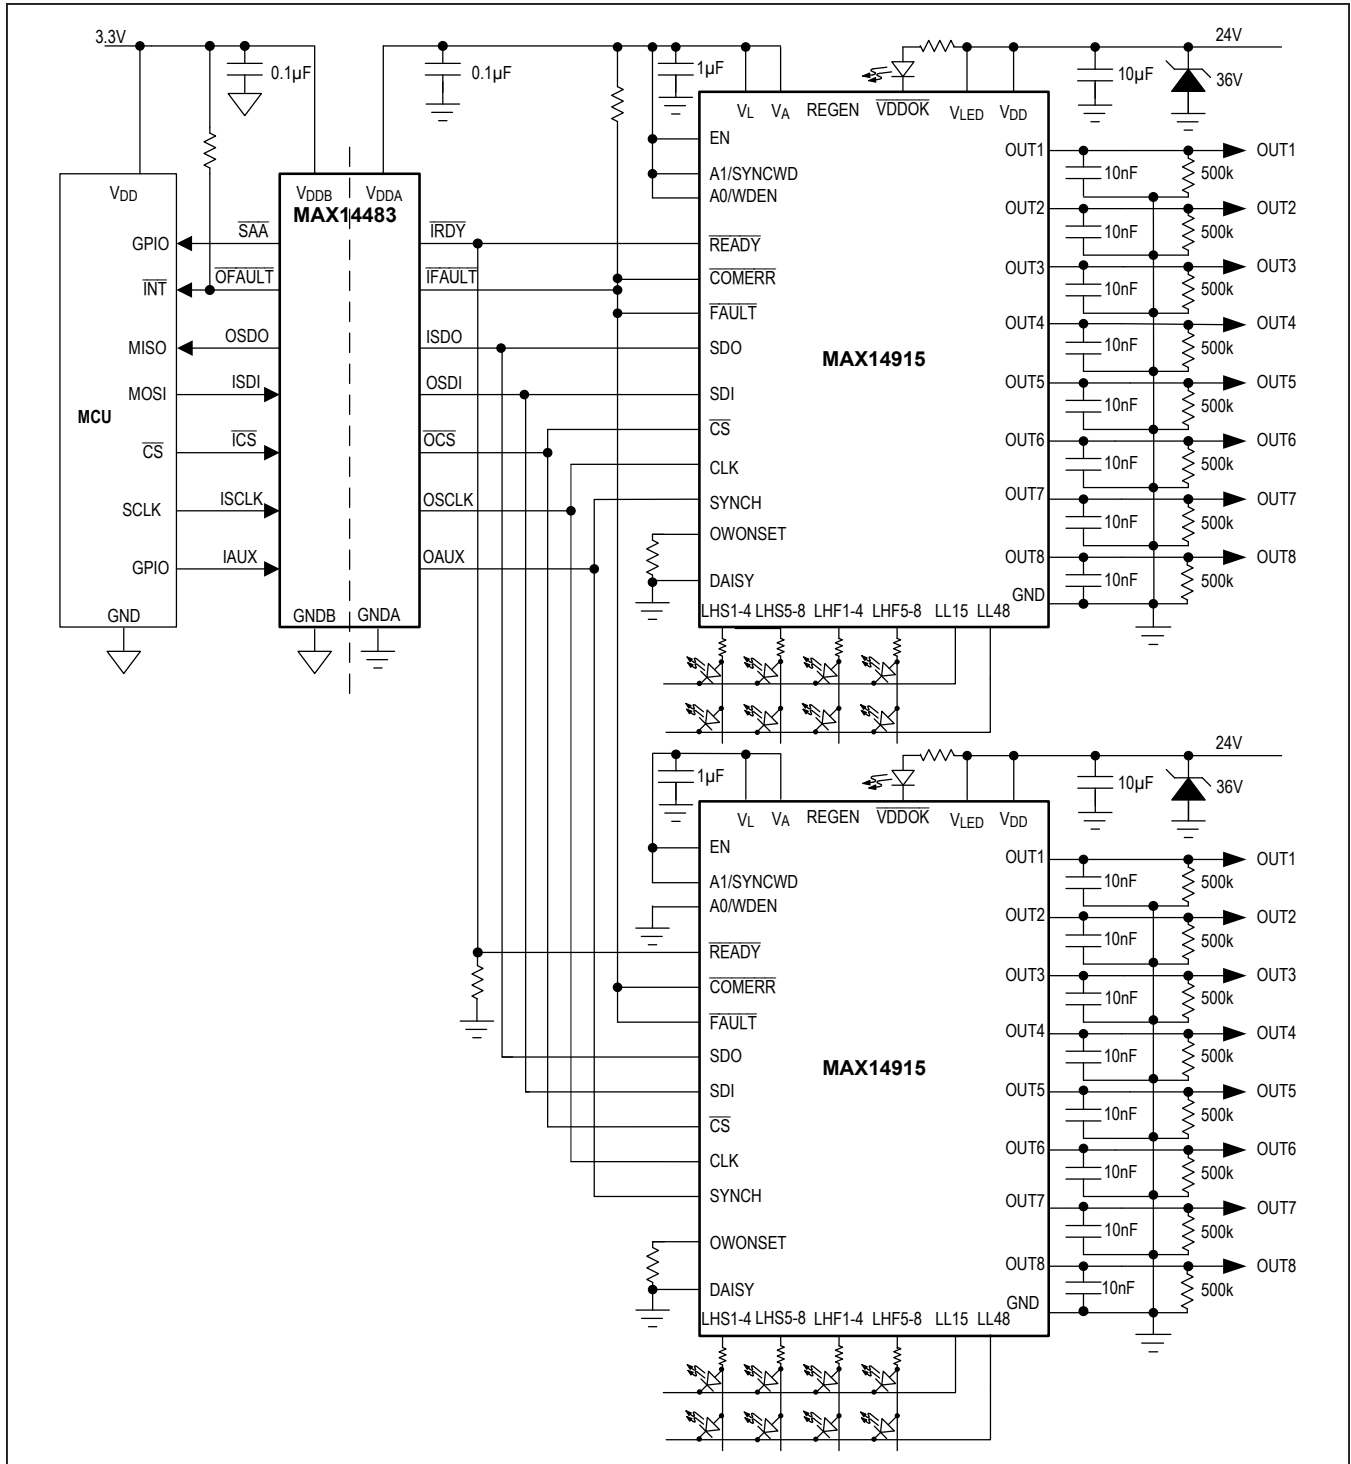 3.3V
0.1µF
0.1µF
1µF
24V
10µF
36V
VL VA REGEN VDDOK VLED VDD
EN
A1/SYNCWD
A0/WDEN
READY
COMERR
FAULT
SDO
SDI
CS
CLK
SYNCH
OWONSET
DAISY
LHS1-4 LHS5-8 LHF1-4 LHF5-8 LL15 LL48
MAX14915
OUT1
OUT2
OUT3
OUT4
OUT5
OUT6
OUT7
OUT8
GND
10nF 500k OUT1
10nF 500k OUT2
10nF 500k OUT3
10nF 500k OUT4
10nF 500k OUT5
10nF 500k OUT6
10nF 500k OUT7
10nF 500k OUT8
VDD
GPIO
INT
MISO
MOSI
MCU
CS
SCLK
GPIO
GND
SAA
OFAULT
OSDO
ISDI
ICS
ISCLK
IAUX
VDDB VDDA
MAX14483
GNDB GNDA
IRDY
IFAULT
ISDO
OSDI
OCS
OSCLK
OAUX
1µF
24V
10µF
36V
VL VA REGEN VDDOK VLED VDD
EN
A1/SYNCWD
A0/WDEN
READY
COMERR
FAULT
SDO
SDI
CS
CLK
SYNCH
OWONSET
DAISY
LHS1-4 LHS5-8 LHF1-4 LHF5-8 LL15 LL48
MAX14915
OUT1
OUT2
OUT3
OUT4
OUT5
OUT6
OUT7
OUT8
GND
10nF 500k OUT1
10nF 500k OUT2
10nF 500k OUT3
10nF 500k OUT4
10nF 500k OUT5
10nF 500k OUT6
10nF 500k OUT7
10nF 500k OUT8